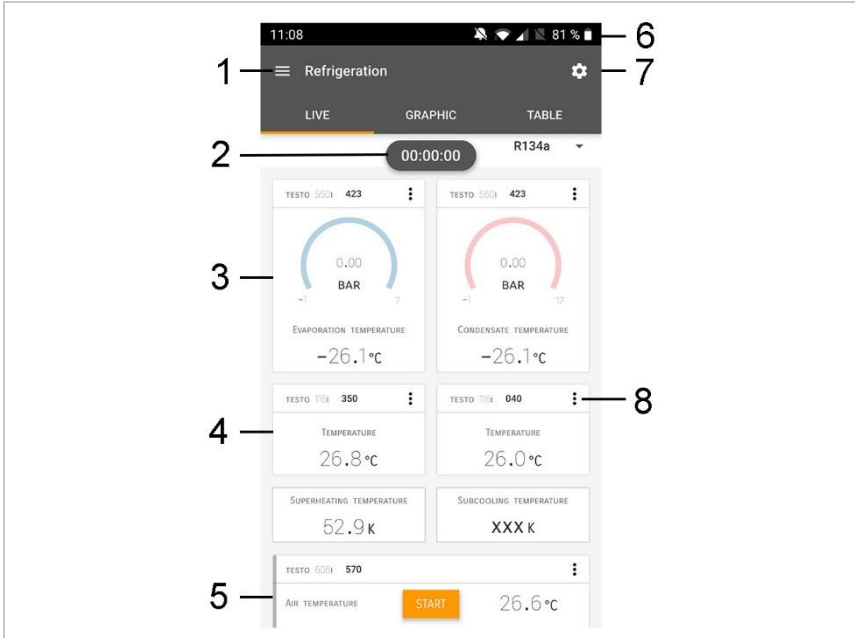 11:08 81 % 6
1 Refrigeration 7
LIVE GRAPHIC TABLE
2 00:00:00 R134a
TESTO 550i 423 TESTO 550i 423
3 0.00 0.00
BAR BAR
-1 7 -1 17
EVAPORATION TEMPERATURE CONDENSATE TEMPERATURE
-26.1 °C -26.1 °C
TESTO 115i 350 TESTO 115i 040 8
4 TEMPERATURE TEMPERATURE
26.8 °C 26.0 °C
SUPERHEATING TEMPERATURE SUBCOOLING TEMPERATURE
52.9 K XXX K
TESTO 605i 570
5 AIR TEMPERATURE START 26.6 °C